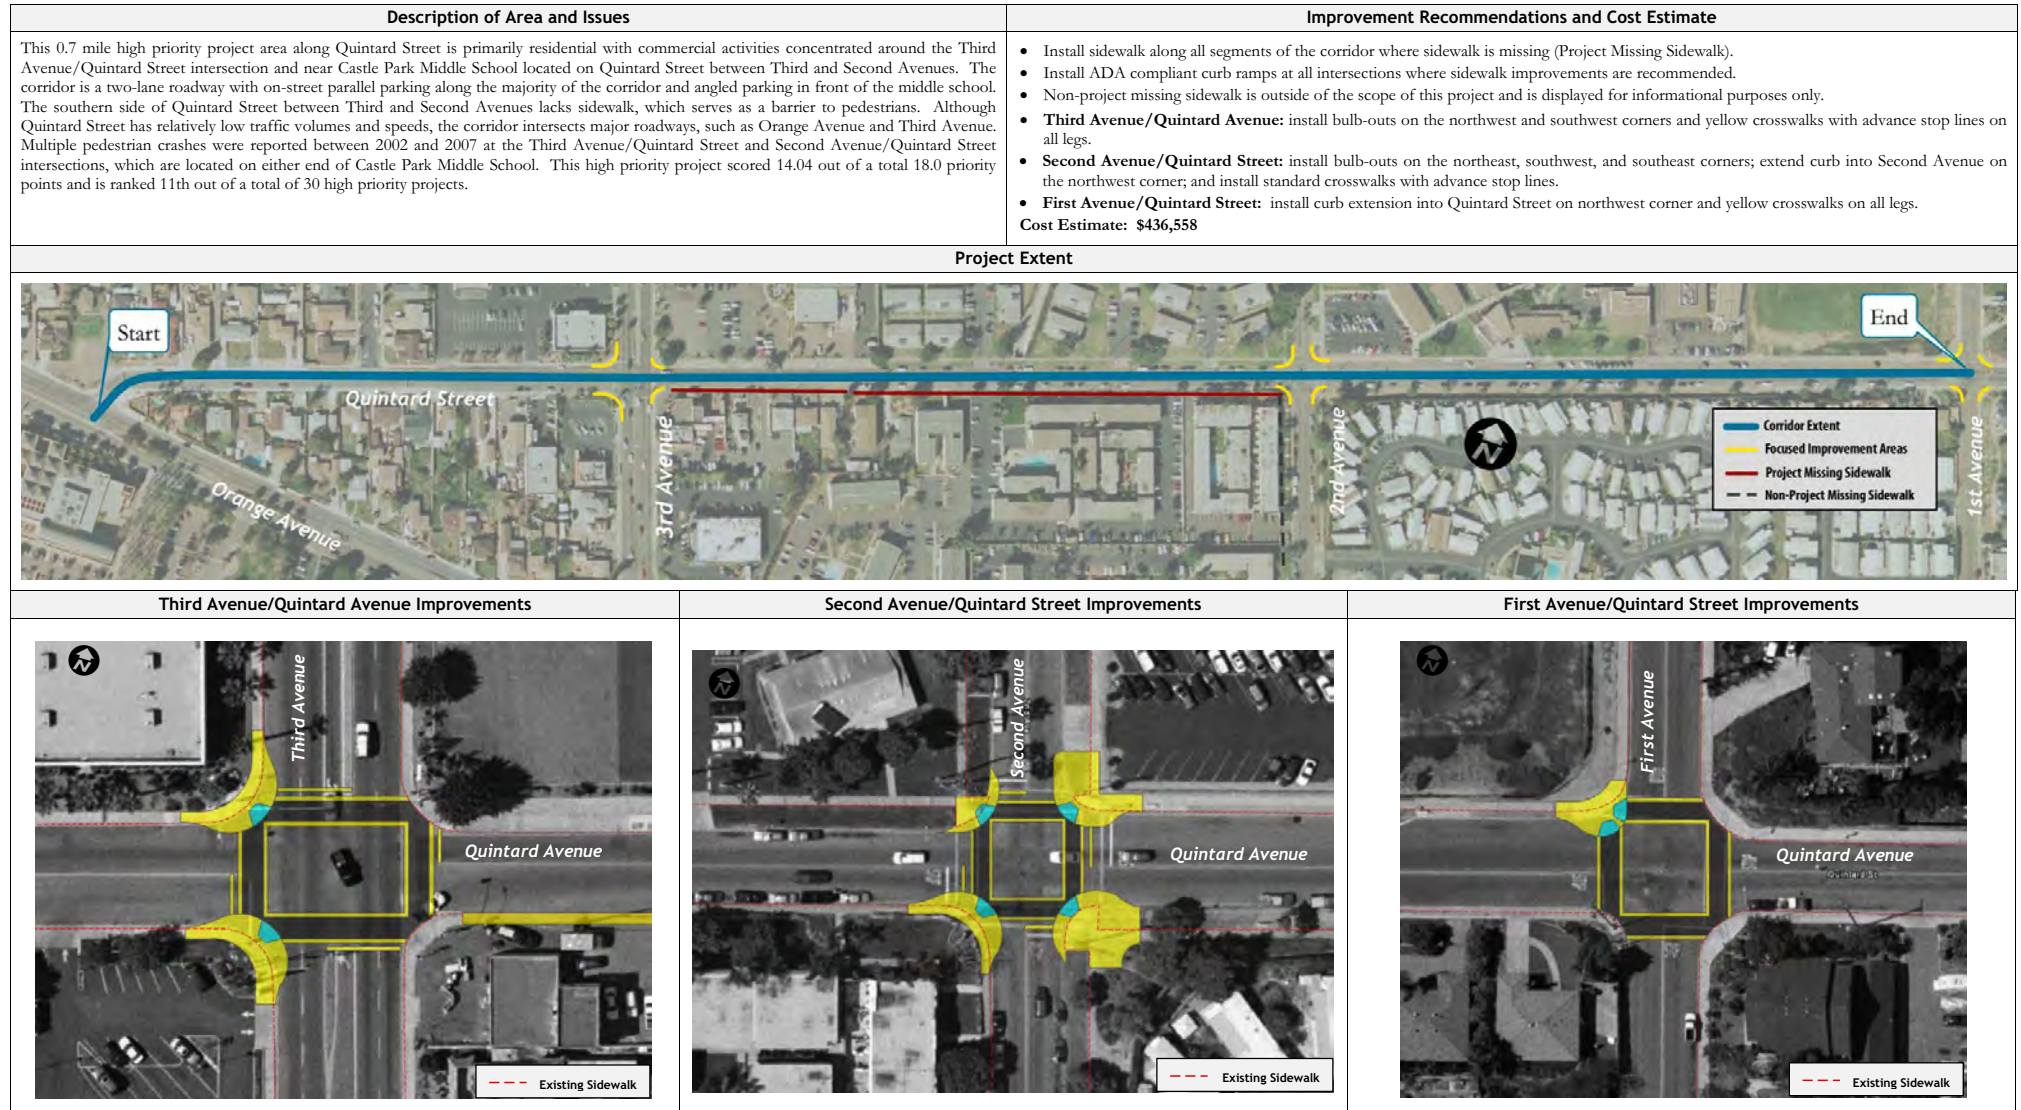 Description of Area and Issues
This 0.7 mile high priority project area along Quintard Street is primarily residential with commercial activities concentrated around the Third
Avenue/Quintard Street intersection and near Castle Park Middle School located on Quintard Street between Third and Second Avenues. The
corridor is a two-lane roadway with on-street parallel parking along the majority of the corridor and angled parking in front of the middle school.
The southern side of Quintard Street between Third and Second Avenues lacks sidewalk, which serves as a barrier to pedestrians. Although
Quintard Street has relatively low traffic volumes and speeds, the corridor intersects major roadways, such as Orange Avenue and Third Avenue.
Multiple pedestrian crashes were reported between 2002 and 2007 at the Third Avenue/Quintard Street and Second Avenue/Quintard Street
intersections, which are located on either end of Castle Park Middle School. This high priority project scored 14.04 out of a total 18.0 priority
points and is ranked 11th out of a total of 30 high priority projects.
Improvement Recommendations and Cost Estimate
• Install sidewalk along all segments of the corridor where sidewalk is missing (Project Missing Sidewalk).
• Install ADA compliant curb ramps at all intersections where sidewalk improvements are recommended.
• Non-project missing sidewalk is outside of the scope of this project and is displayed for informational purposes only.
• Third Avenue/Quintard Avenue: install bulb-outs on the northwest and southwest corners and yellow crosswalks with advance stop lines on
all legs.
• Second Avenue/Quintard Street: install bulb-outs on the northeast, southwest, and southeast corners; extend curb into Second Avenue on
the northwest corner; and install standard crosswalks with advance stop lines.
• First Avenue/Quintard Street: install curb extension into Quintard Street on northwest corner and yellow crosswalks on all legs.
Cost Estimate: $436,558
Project Extent
Start
End
Quintard Street
Orange Avenue
3rd Avenue
2nd Avenue
1st Avenue
N
Corridor Extent
Focused Improvement Areas
Project Missing Sidewalk
Non-Project Missing Sidewalk
Third Avenue/Quintard Avenue Improvements
N
Third Avenue
Quintard Avenue
Existing Sidewalk
Second Avenue/Quintard Street Improvements
N
Second Avenue
Quintard Avenue
Existing Sidewalk
First Avenue/Quintard Street Improvements
N
First Avenue
Quintard Avenue
Existing Sidewalk